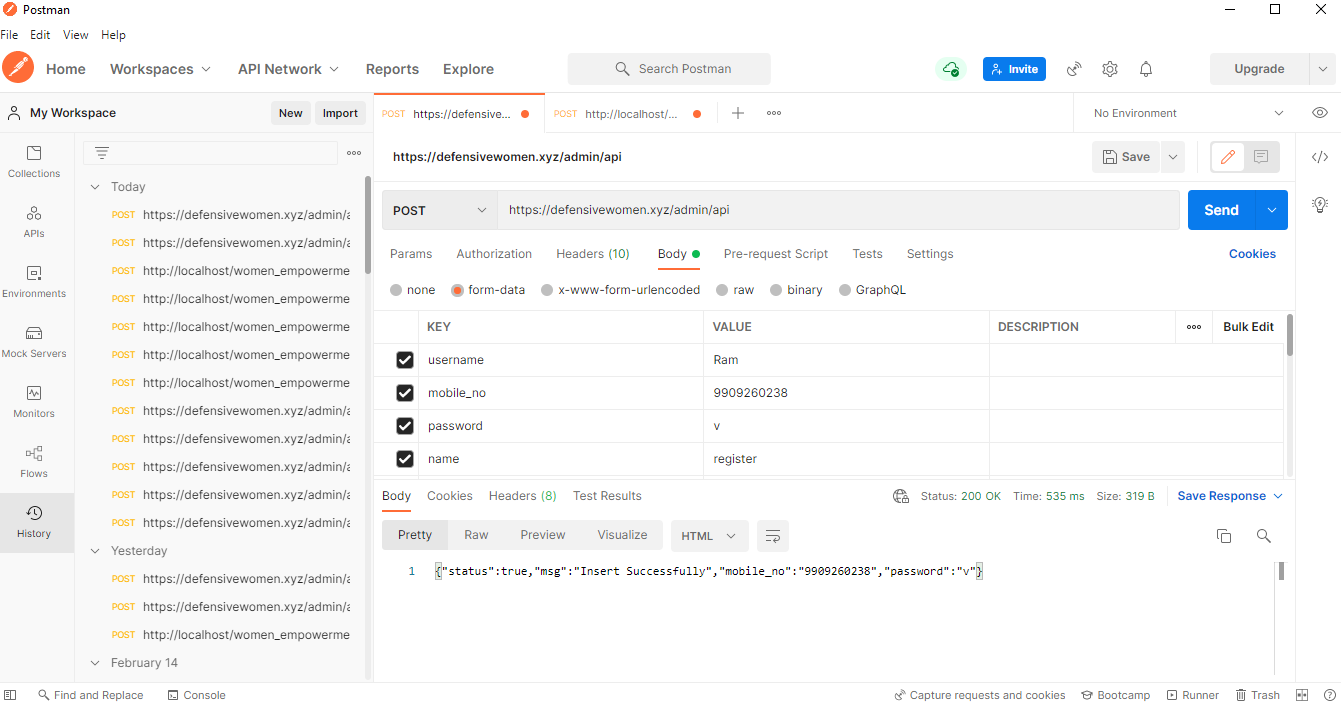 Postman
File Edit View Help
Home Workspaces API Network Reports Explore Search Postman Invite Upgrade
My Workspace New Import
POST https://defensive... POST http://localhost/... No Environment
https://defensivewomen.xyz/admin/api Save
POST https://defensivewomen.xyz/admin/api Send
Params Authorization Headers (10) Body Pre-request Script Tests Settings Cookies
none form-data x-www-form-urlencoded raw binary GraphQL
KEY VALUE DESCRIPTION Bulk Edit
username Ram
mobile_no 9909260238
password v
name register
Body Cookies Headers (8) Test Results Status: 200 OK Time: 535 ms Size: 319 B Save Response
Pretty Raw Preview Visualize HTML
1 {"status":true,"msg":"Insert Successfully","mobile_no":"9909260238","password":"v"}
Collections
APIs
Environments
Mock Servers
Monitors
Flows
History
Today
POST https://defensivewomen.xyz/admin/a
POST https://defensivewomen.xyz/admin/a
POST http://localhost/women_empowerme
POST http://localhost/women_empowerme
POST http://localhost/women_empowerme
POST http://localhost/women_empowerme
POST http://localhost/women_empowerme
POST https://defensivewomen.xyz/admin/a
POST https://defensivewomen.xyz/admin/a
POST https://defensivewomen.xyz/admin/a
POST https://defensivewomen.xyz/admin/a
POST https://defensivewomen.xyz/admin/a
Yesterday
POST https://defensivewomen.xyz/admin/a
POST https://defensivewomen.xyz/admin/a
POST http://localhost/women_empowerme
February 14
Find and Replace Console Capture requests and cookies Bootcamp Runner Trash